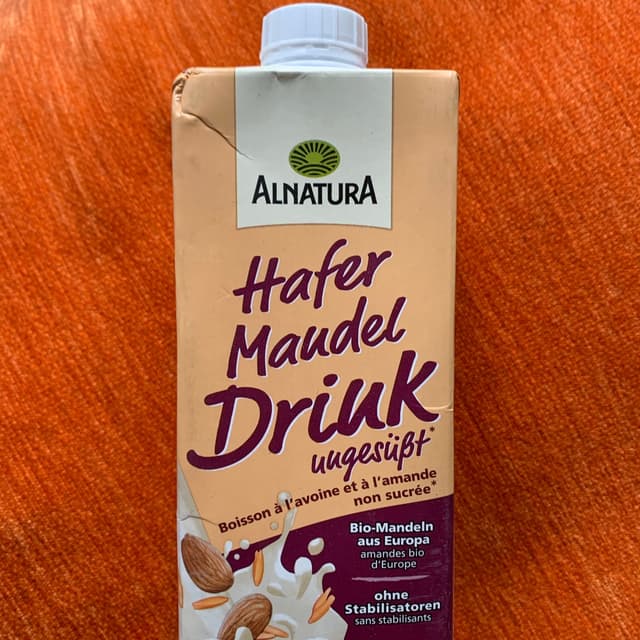 ALNATURA
Hafer
Mandel
Drink
ungesüßt*
Boisson à l'avoine et à l'amande
non sucrée*
Bio-Mandeln
aus Europa
amandes bio
d'Europe
ohne
Stabilisatoren
sans stabilisants